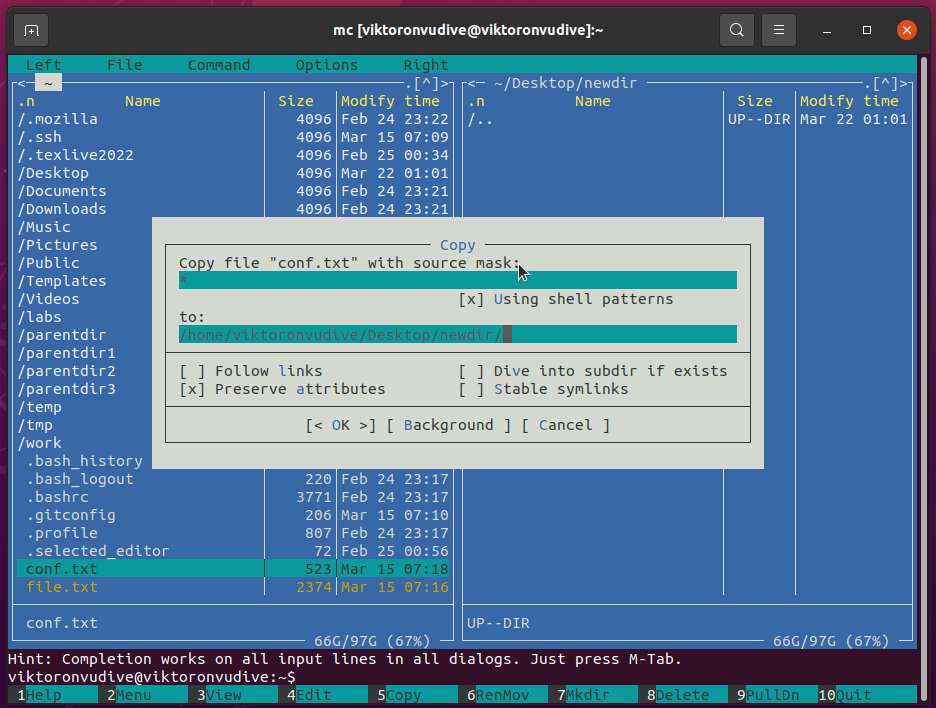 mc [viktoronvudive@viktoronvudive]:~
Left File Command Options Right
<─ ~ .[^]>
.n Name Size Modify time
/.mozilla 4096 Feb 24 23:22
/.ssh 4096 Mar 15 07:09
/.texlive2022 4096 Feb 25 00:34
/Desktop 4096 Mar 22 01:01
/Documents 4096 Feb 24 23:21
/Downloads 4096 Feb 24 23:21
/Music
/Pictures
/Public
/Templates
/Videos
/labs
/parentdir
/parentdir1
/parentdir2
/parentdir3
/temp
/tmp
/work
.bash_history
.bash_logout 220 Feb 24 23:17
.bashrc 3771 Feb 24 23:17
.gitconfig 206 Mar 15 07:10
.profile 807 Feb 24 23:17
.selected_editor 72 Feb 25 00:56
conf.txt 523 Mar 15 07:18
file.txt 2374 Mar 15 07:16
conf.txt
66G/97G (67%)
<─ ~/Desktop/newdir .[^]>
.n Name Size Modify time
/.. UP--DIR Mar 22 01:01
UP--DIR
66G/97G (67%)
Copy
Copy file "conf.txt" with source mask:
*
[x] Using shell patterns
to:
/home/viktoronvudive/Desktop/newdir/
[ ] Follow links [ ] Dive into subdir if exists
[x] Preserve attributes [ ] Stable symlinks
[< OK >] [ Background ] [ Cancel ]
Hint: Completion works on all input lines in all dialogs. Just press M-Tab.
viktoronvudive@viktoronvudive:~$
1Help 2Menu 3View 4Edit 5Copy 6RenMov 7Mkdir 8Delete 9PullDn 10Quit